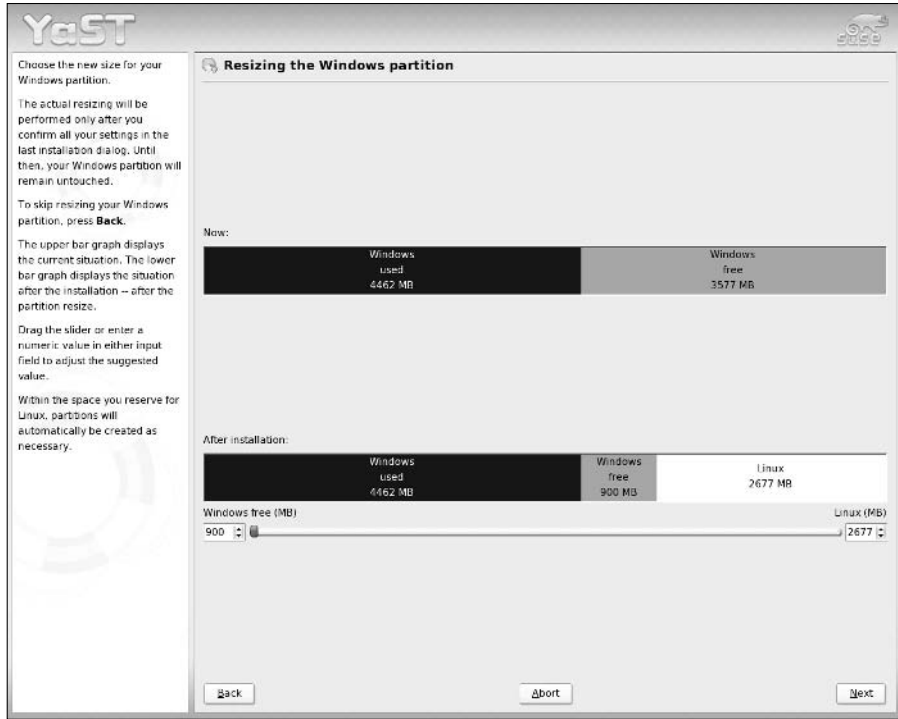 YaST
SUSE
Choose the new size for your
Windows partition.
The actual resizing will be
performed only after you
confirm all your settings in the
last installation dialog. Until
then, your Windows partition will
remain untouched.
To skip resizing your Windows
partition, press Back.
The upper bar graph displays
the current situation. The lower
bar graph displays the situation
after the installation -- after the
partition resize.
Drag the slider or enter a
numeric value in either input
field to adjust the suggested
value.
Within the space you reserve for
Linux, partitions will
automatically be created as
necessary.
Resizing the Windows partition
Now:
Windows
used
4462 MB
Windows
free
3577 MB
After installation:
Windows
used
4462 MB
Windows
free
900 MB
Linux
2677 MB
Windows free (MB)
Linux (MB)
900
2677
Back
Abort
Next